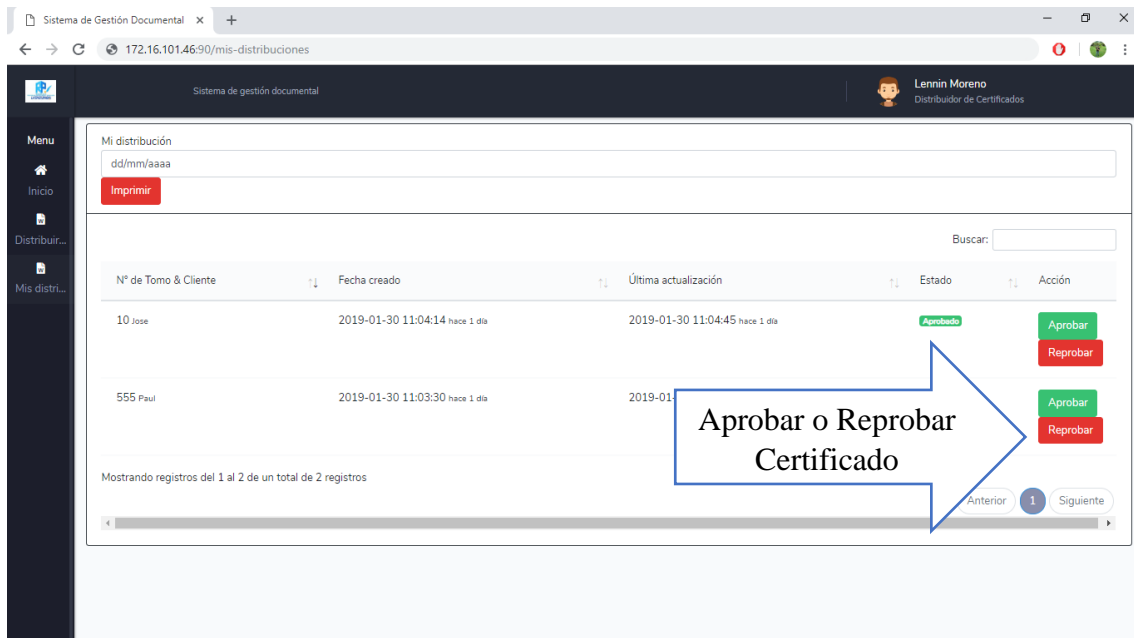 Sistema de Gestión Documental
172.16.101.46:90/mis-distribuciones
Sistema de gestión documental
Lennin Moreno
Distribuidor de Certificados
Menu
Inicio
Distribuir...
Mis distri...
Mi distribución
dd/mm/aaaa
Imprimir
Buscar:
N° de Tomo & Cliente Fecha creado Última actualización Estado Acción
10 Jose 2019-01-30 11:04:14 hace 1 día 2019-01-30 11:04:45 hace 1 día Aprobado Aprobar
Reprobar
555 Paul 2019-01-30 11:03:30 hace 1 día 2019-01- Aprobar
Reprobar
Aprobar o Reprobar
Certificado
Mostrando registros del 1 al 2 de un total de 2 registros
Anterior 1 Siguiente